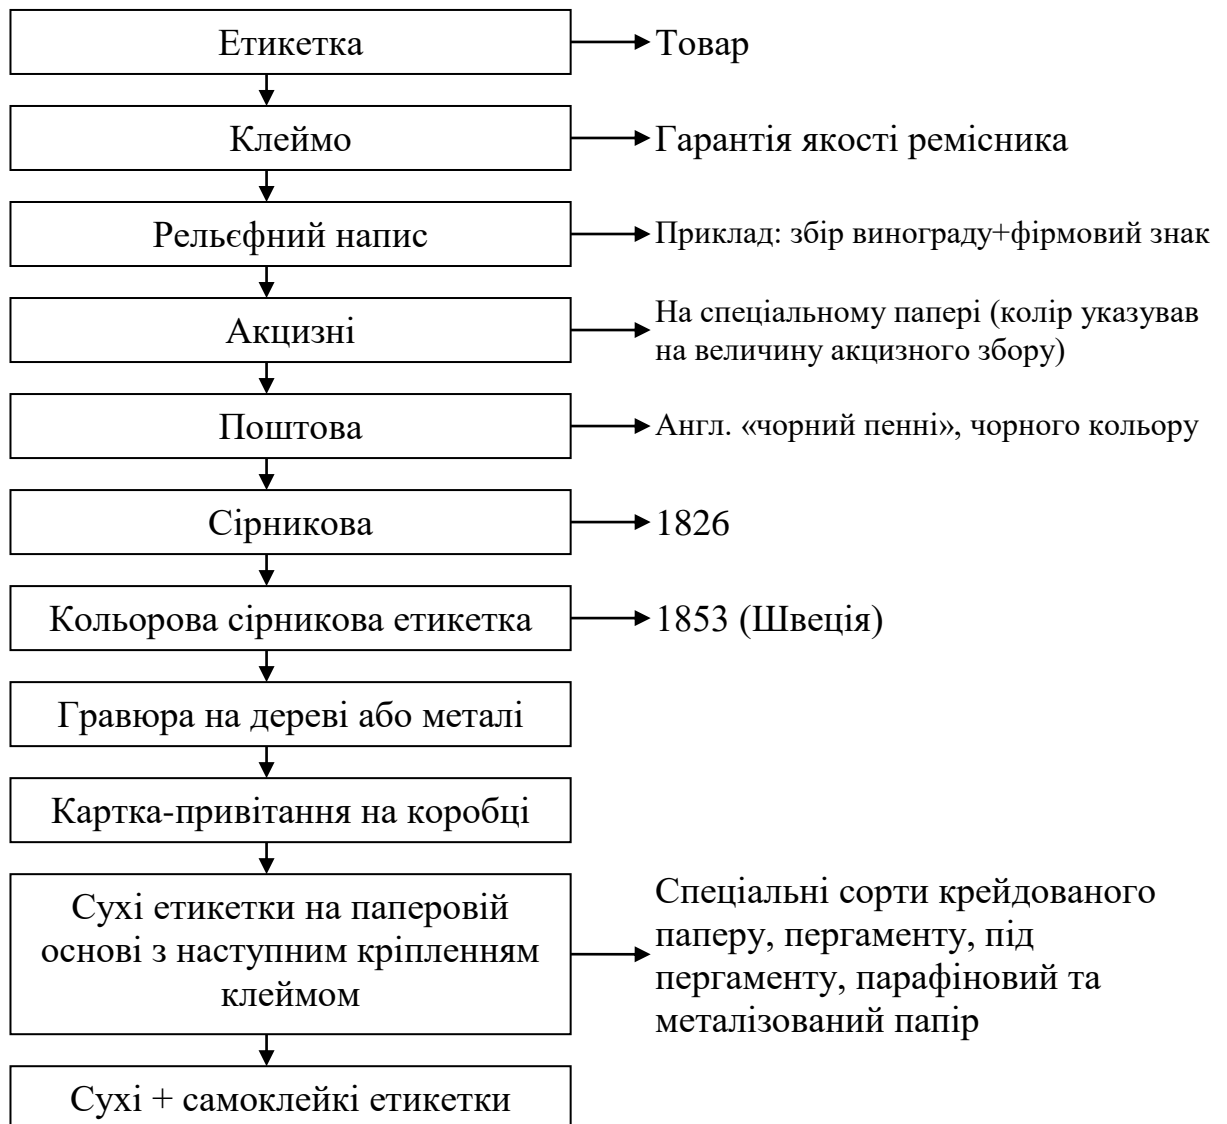 Етикетка
Товар
Клеймо
Гарантія якості ремісника
Рельєфний напис
Приклад: збір винограду+фірмовий знак
Акцизні
На спеціальному папері (колір указував
на величину акцизного збору)
Поштова
Англ. «чорний пенні», чорного кольору
Сірникова
1826
Кольорова сірникова етикетка
1853 (Швеція)
Гравюра на дереві або металі
Картка-привітання на коробці
Сухі етикетки на паперовій
основі з наступним кріпленням
клеймом
Спеціальні сорти крейдованого
паперу, пергаменту, під
пергаменту, парафіновий та
металізований папір
Сухі + самоклейкі етикетки